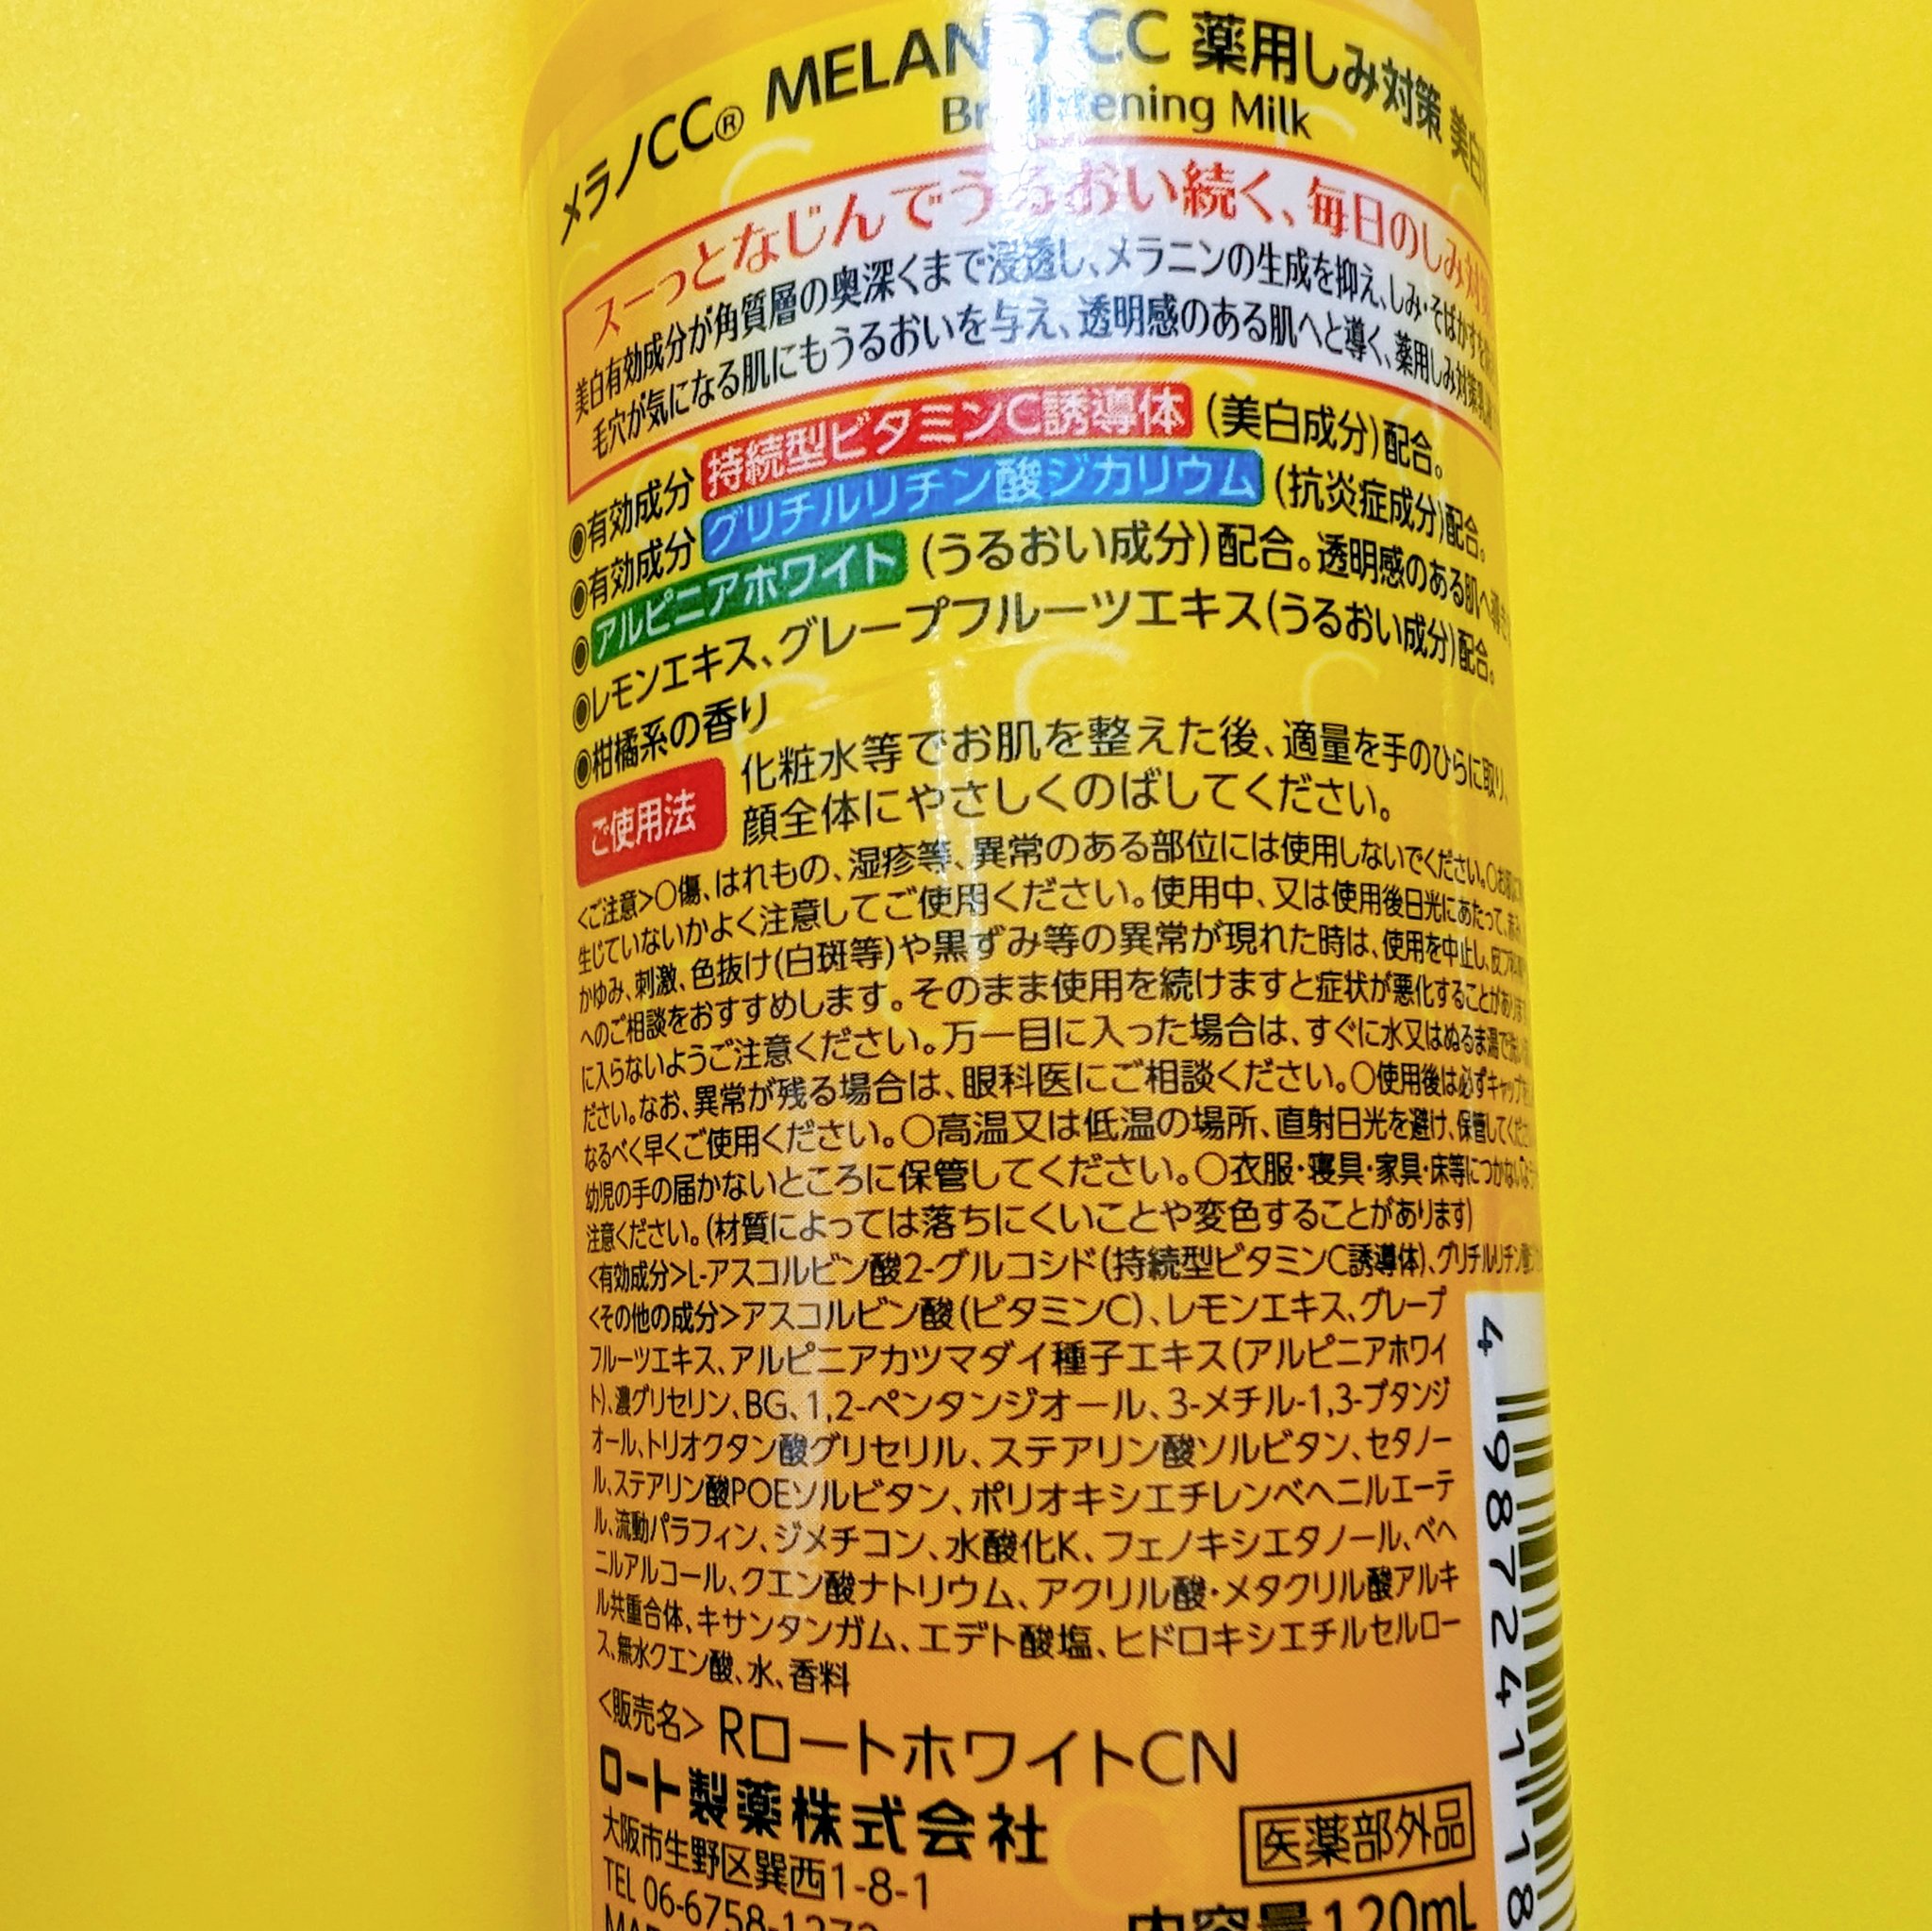 メラノCC® MELANO CC 薬用しみ対策 美白
Brightening Milk
スーっとなじんでうるおい続く、毎日のしみ対策
美白有効成分が角質層の奥深くまで浸透し、メラニンの生成を抑え、しみ・そばかすを
毛穴が気になる肌にもうるおいを与え、透明感のある肌へと導く、薬用しみ対策
●有効成分 持続型ビタミンC誘導体 (美白成分)配合。
●有効成分 グリチルリチン酸ジカリウム (抗炎症成分)配合。
●アルピニアホワイト (うるおい成分)配合。透明感のある肌へ
●レモンエキス、グレープフルーツエキス(うるおい成分)配合。
●柑橘系の香り
ご使用法 化粧水等でお肌を整えた後、適量を手のひらに取り、
顔全体にやさしくのばしてください。
<ご注意>○傷、はれもの、湿疹等、異常のある部位には使用しないでください。○お肌に
生じていないかよく注意してご使用ください。使用中、又は使用後日光にあたって、赤み、
かゆみ、刺激、色抜け(白斑等)や黒ずみ等の異常が現れた時は、使用を中止し、
へのご相談をおすすめします。そのまま使用を続けますと症状が悪化することがあります
に入らないようご注意ください。万一目に入った場合は、すぐに水又はぬるま湯で
ださい。なお、異常が残る場合は、眼科医にご相談ください。○使用後は必ずキャップ
なるべく早くご使用ください。○高温又は低温の場所、直射日光を避け、保管してくださ
幼児の手の届かないところに保管してください。○衣服・寝具・家具・床等につかないよう
注意ください。(材質によっては落ちにくいことや変色することがあります)
<有効成分>L-アスコルビン酸2-グルコシド(持続型ビタミンC誘導体)、グリチルリチン酸
<その他の成分>アスコルビン酸(ビタミンC)、レモンエキス、グレープ
フルーツエキス、アルピニアカツマダイ種子エキス(アルピニアホワイ
ト)、濃グリセリン、BG、1,2-ペンタンジオール、3-メチル-1,3-ブタンジ
オール、トリオクタン酸グリセリル、ステアリン酸ソルビタン、セタノー
ル、ステアリン酸POEソルビタン、ポリオキシエチレンベヘニルエーテ
ル、流動パラフィン、ジメチコン、水酸化K、フェノキシエタノール、ベヘ
ニルアルコール、クエン酸ナトリウム、アクリル酸・メタクリル酸アルキ
ル共重合体、キサンタンガム、エデト酸塩、ヒドロキシエチルセルロー
ス、無水クエン酸、水、香料
<販売名> RロートホワイトCN
ロート製薬株式会社
大阪市生野区巽西1-8-1
医薬部外品
TEL 06-6758-1272
内容量120mL
4 987241 18